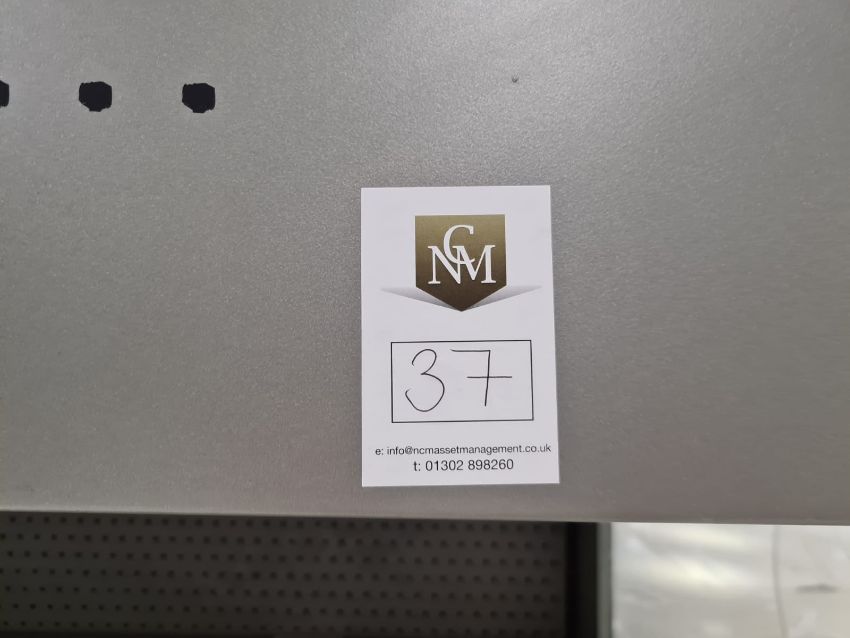 NCM
37
e: info@ncmassetmanagement.co.uk
t: 01302 898260